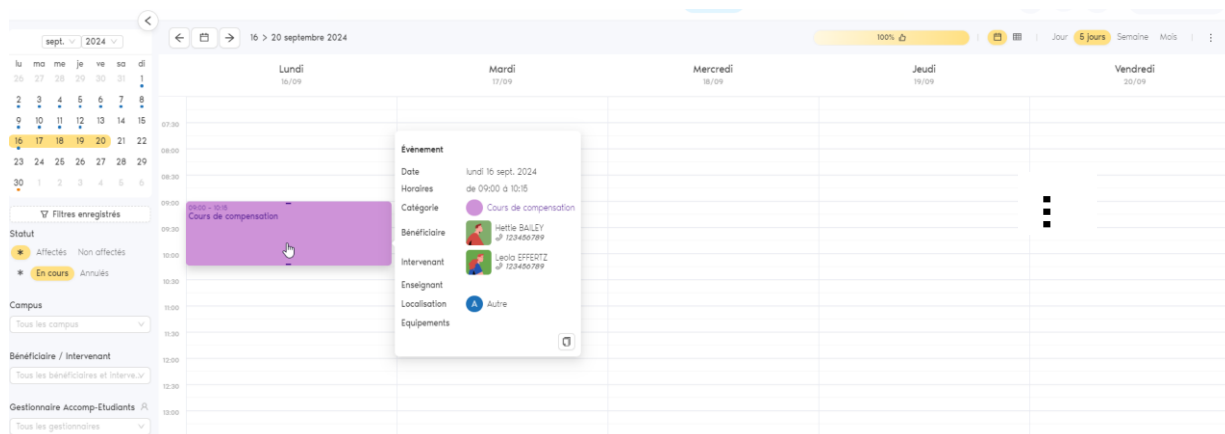 sept. 2024
16 > 20 septembre 2024
100%
Jour 5 jours Semaine Mois
lu ma me je ve sa di
26 27 28 29 30 31 1
2 3 4 5 6 7 8
9 10 11 12 13 14 15
16 17 18 19 20 21 22
23 24 25 26 27 28 29
30 1 2 3 4 5 6
Filtres enregistrés
Statut
Affectés Non affectés
En cours Annulés
Campus
Tous les campus
Bénéficiaire / Intervenant
Tous les bénéficiaires et interve...
Gestionnaire Accomp-Etudiants
Tous les gestionnaires
Lundi Mardi Mercredi Jeudi Vendredi
16/09 17/09 18/09 19/09 20/09
07:30
08:00
08:30
09:00
09:30
10:00
10:30
11:00
11:30
12:00
12:30
13:00
09:00 - 10:15
Cours de compensation
Évènement
Date lundi 16 sept. 2024
Horaires de 09:00 à 10:15
Catégorie Cours de compensation
Bénéficiaire Hettie BAILEY
123456789
Intervenant Leola EFFERTZ
123456789
Enseignant
Localisation A Autre
Equipements